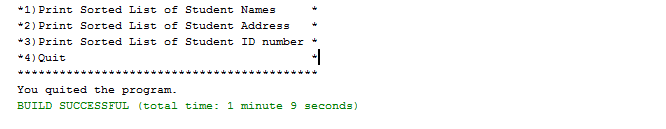 *1)Print Sorted List of Student Names     *
*2)Print Sorted List of Student Address   *
*3)Print Sorted List of Student ID number *
*4)Quit                                   *
*******************************************
You quited the program.
BUILD SUCCESSFUL (total time: 1 minute 9 seconds)